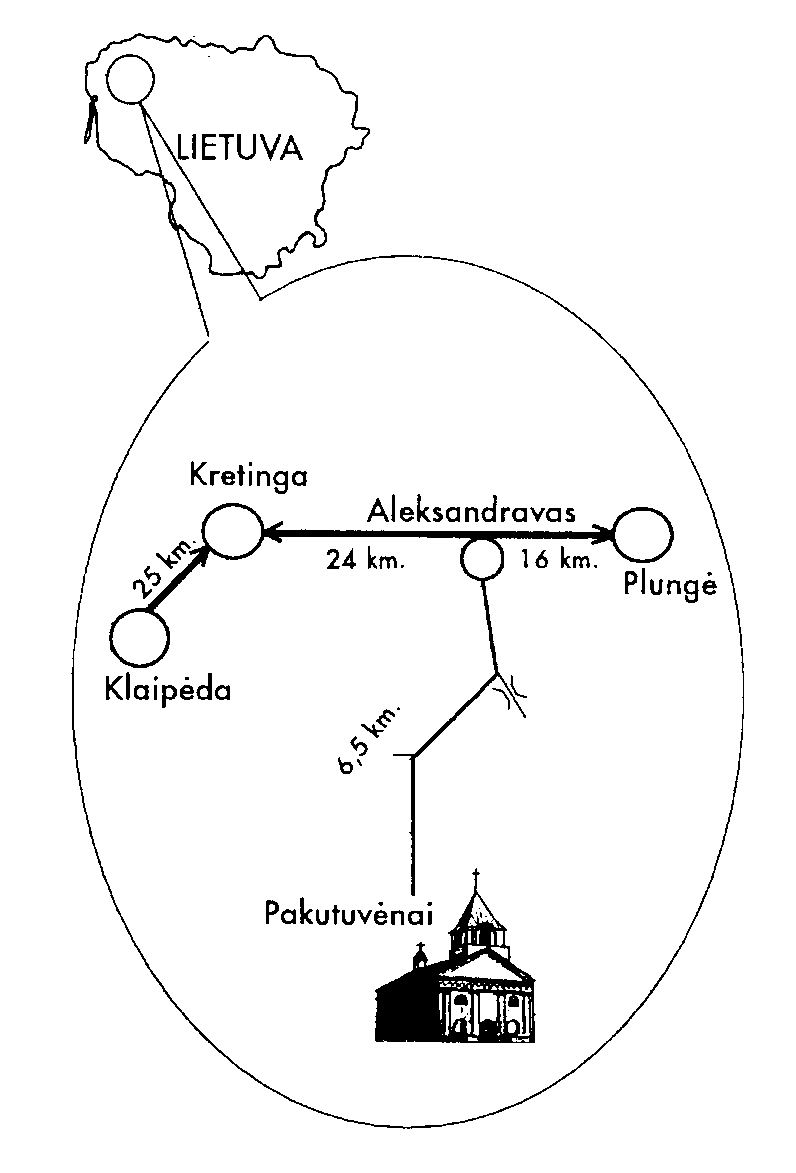 LIETUVA
Kretinga
Aleksandravas
24 km.
16 km.
25 km.
Plungė
Klaipėda
6,5 km.
Pakutuvėnai